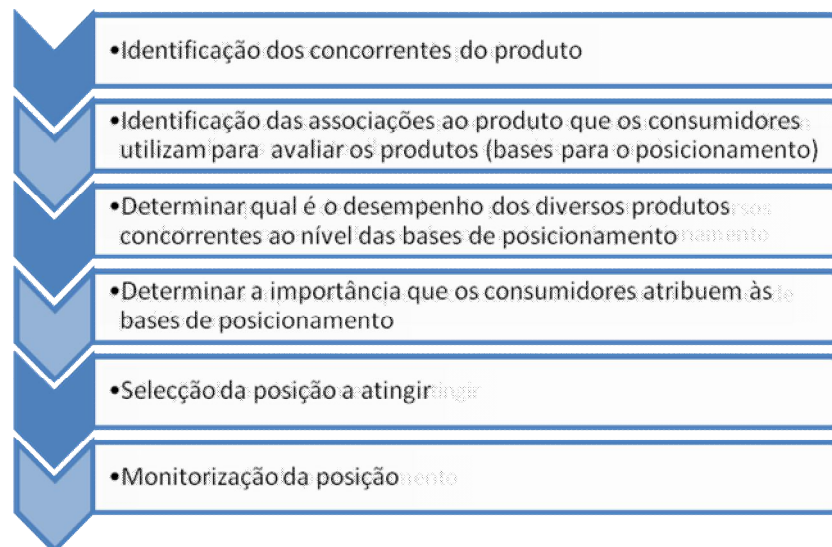 •Identificação dos concorrentes do produto
•Identificação das associações ao produto que os consumidores
utilizam para avaliar os produtos (bases para o posicionamento)
•Determinar qual é o desempenho dos diversos produtos
concorrentes ao nível das bases de posicionamento
•Determinar a importância que os consumidores atribuem às
bases de posicionamento
•Selecção da posição a atingir
•Monitorização da posição